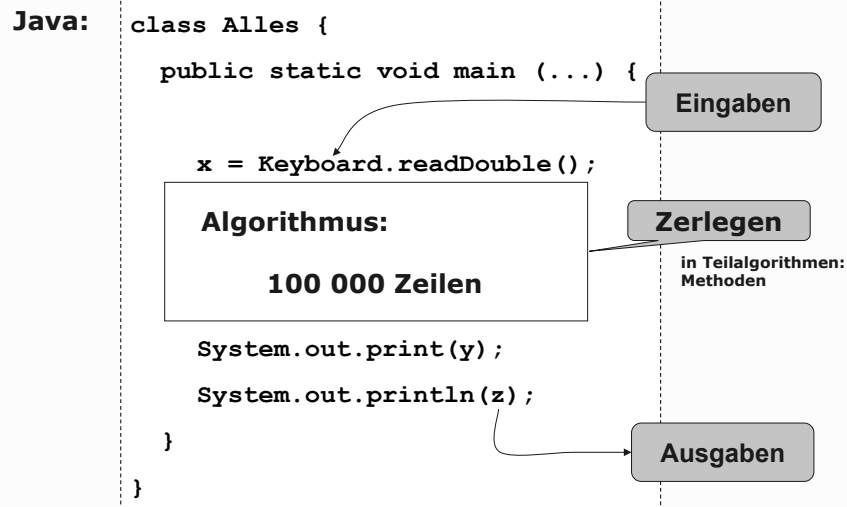 Java:
class Alles {
public static void main (...) {
Eingaben
x = Keyboard.readDouble();
Algorithmus:
100 000 Zeilen
Zerlegen
in Teilalgorithmen:
Methoden
System.out.print(y);
System.out.println(z);
}
Ausgaben
}